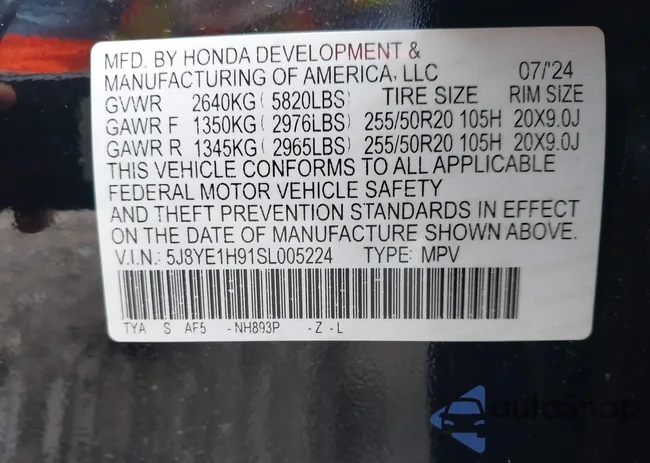 MFD. BY HONDA DEVELOPMENT &
MANUFACTURING OF AMERICA, LLC 07/'24
GVWR 2640KG ( 5820LBS) TIRE SIZE RIM SIZE
GAWR F 1350KG ( 2976LBS) 255/50R20 105H 20X9.0J
GAWR R 1345KG ( 2965LBS) 255/50R20 105H 20X9.0J
THIS VEHICLE CONFORMS TO ALL APPLICABLE
FEDERAL MOTOR VEHICLE SAFETY
AND THEFT PREVENTION STANDARDS IN EFFECT
ON THE DATE OF MANUFACTURE SHOWN ABOVE.
V.I.N: 5J8YE1H91SL005224 TYPE: MPV
TYA S AF5 - NH893P - Z - L
autoSnap